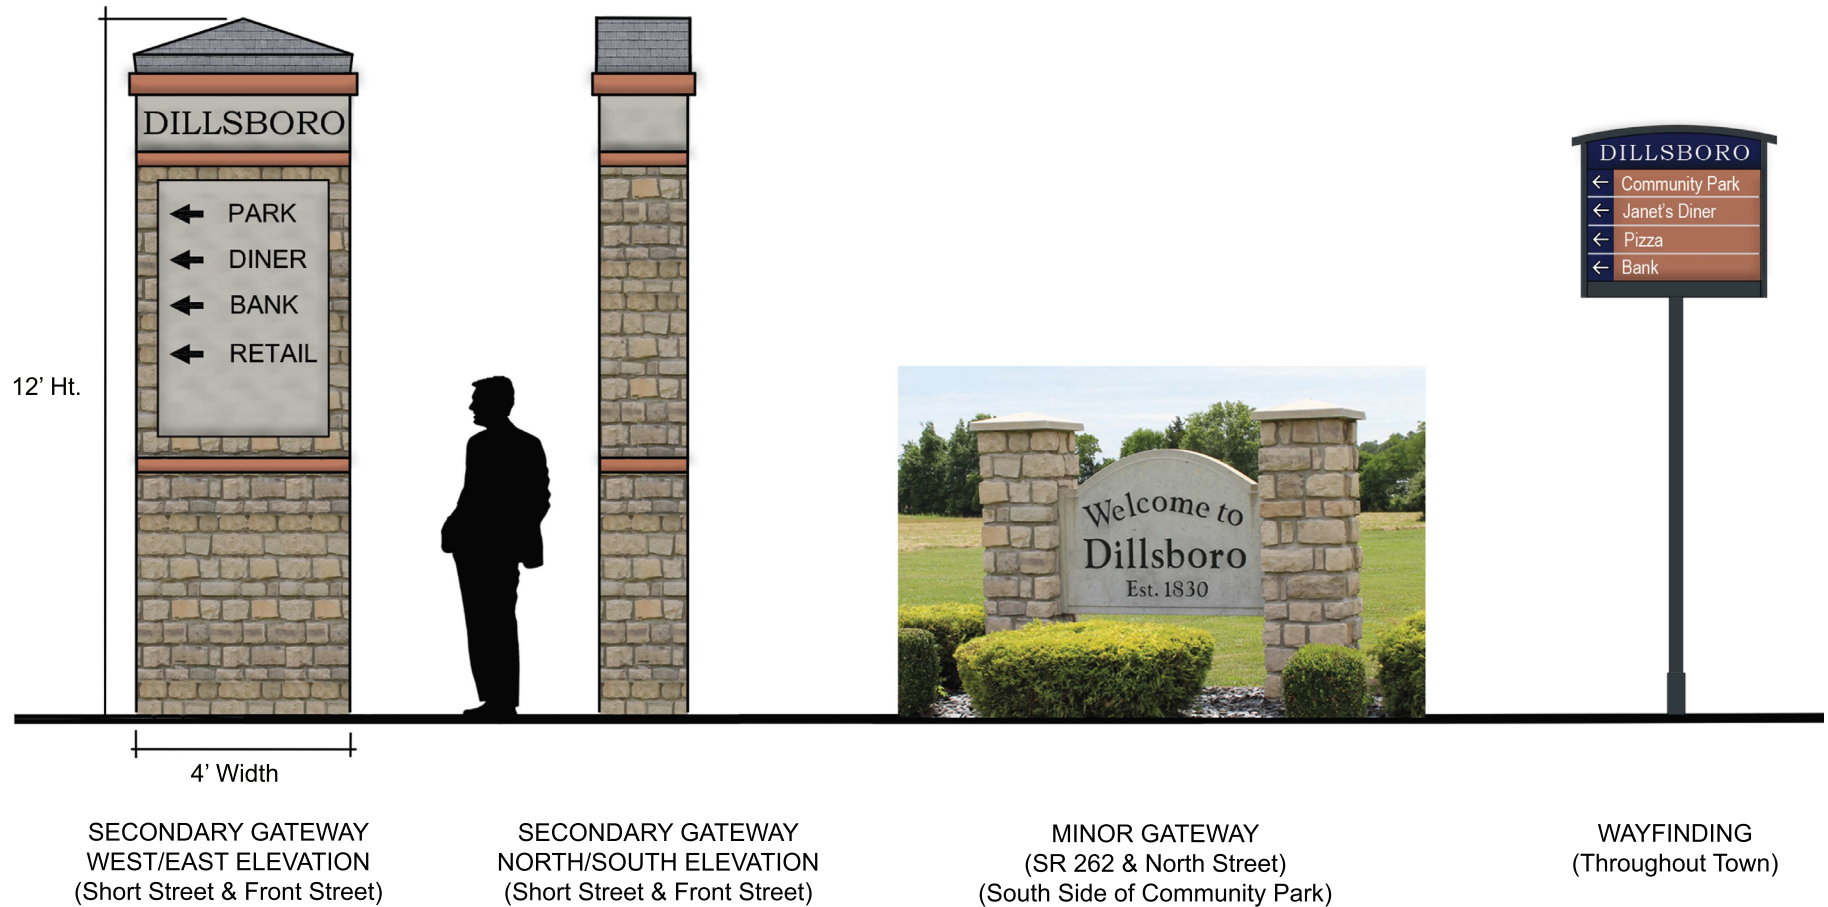 DILLSBORO
PARK
DINER
BANK
RETAIL
12’ Ht.
4’ Width
SECONDARY GATEWAY
WEST/EAST ELEVATION
(Short Street & Front Street)
SECONDARY GATEWAY
NORTH/SOUTH ELEVATION
(Short Street & Front Street)
Welcome to
Dillsboro
Est. 1830
MINOR GATEWAY
(SR 262 & North Street)
(South Side of Community Park)
DILLSBORO
Community Park
Janet’s Diner
Pizza
Bank
WAYFINDING
(Throughout Town)